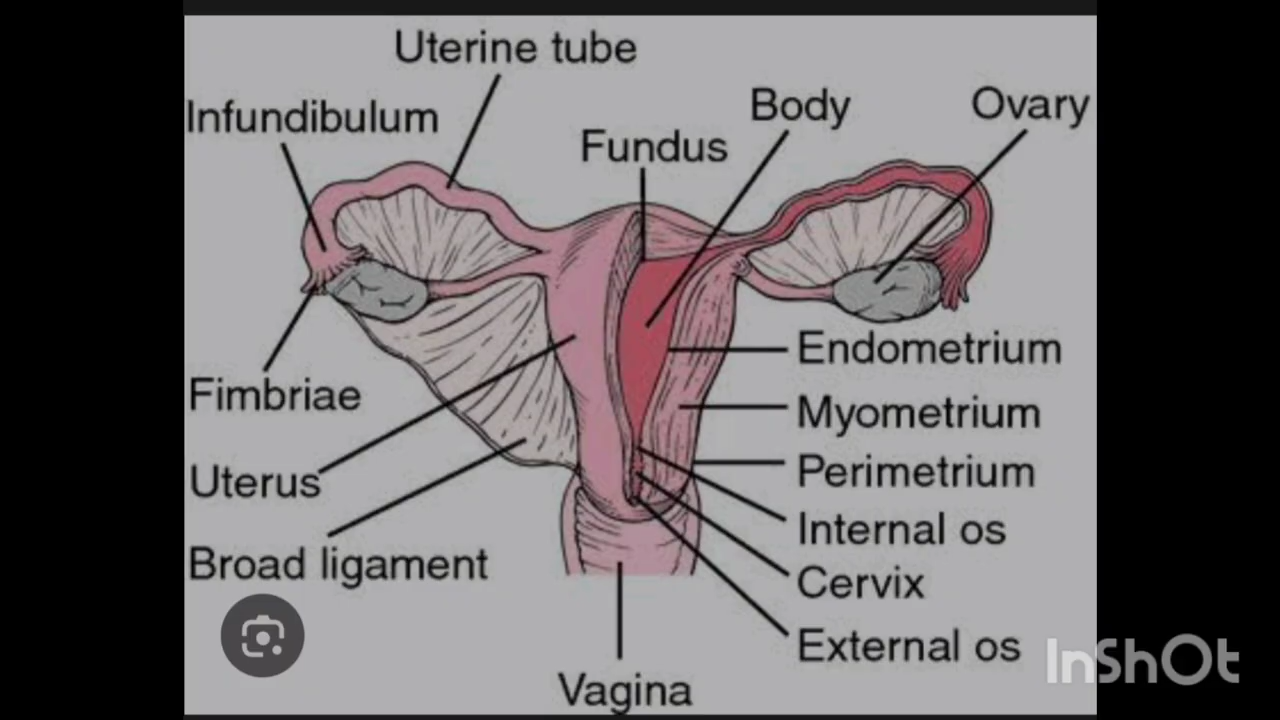 Uterine tube
Infundibulum
Fundus
Body
Ovary
Fimbriae
Uterus
Broad ligament
Endometrium
Myometrium
Perimetrium
Internal os
Cervix
External os
Vagina
InShOt